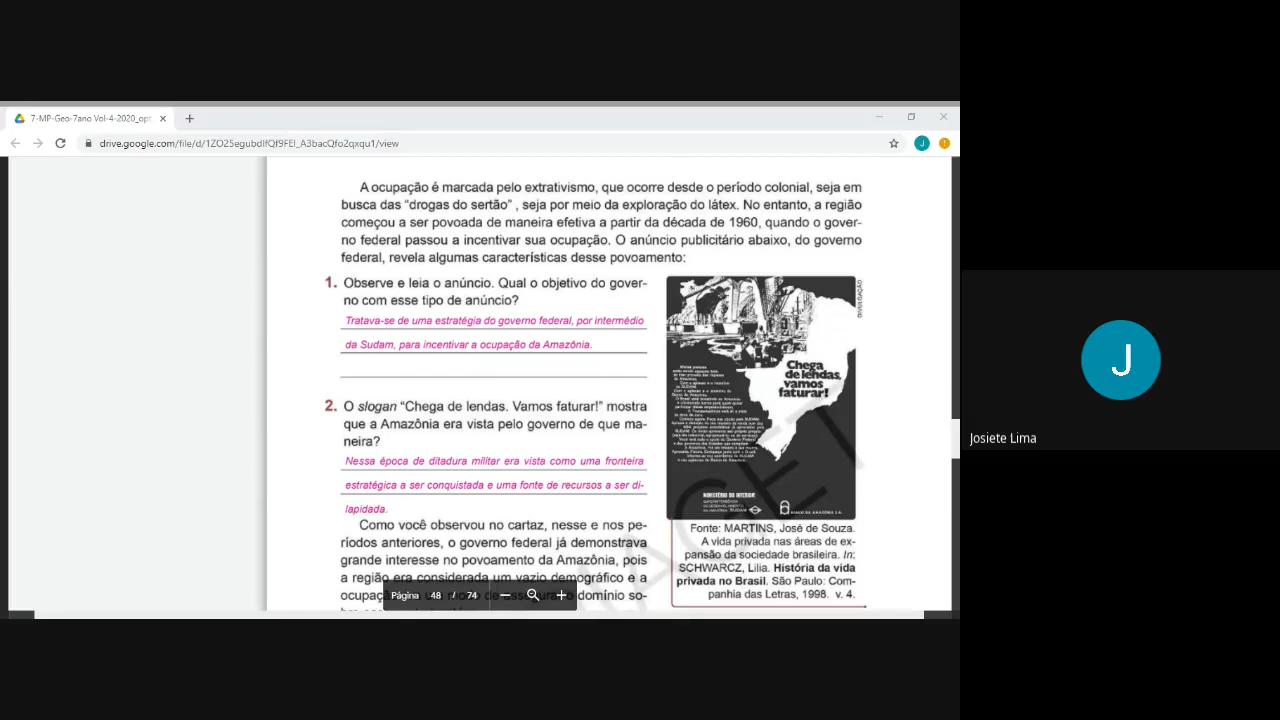 7-MP-Geo-7ano Vol-4-2020_opt
drive.google.com/file/d/1ZO25egubdIfQf9FEl_A3bacQfo2qxqu1/view
J
A ocupação é marcada pelo extrativismo, que ocorre desde o período colonial, seja em
busca das “drogas do sertão” , seja por meio da exploração do látex. No entanto, a região
começou a ser povoada de maneira efetiva a partir da década de 1960, quando o gover-
no federal passou a incentivar sua ocupação. O anúncio publicitário abaixo, do governo
federal, revela algumas características desse povoamento:
1. Observe e leia o anúncio. Qual o objetivo do gover-
no com esse tipo de anúncio?
Tratava-se de uma estratégia do governo federal, por intermédio
da Sudam, para incentivar a ocupação da Amazônia.
2. O slogan “Chega de lendas. Vamos faturar!” mostra
que a Amazônia era vista pelo governo de que ma-
neira?
Nessa época de ditadura militar era vista como uma fronteira
estratégica a ser conquistada e uma fonte de recursos a ser di-
lapidada.
Como você observou no cartaz, nesse e nos pe-
ríodos anteriores, o governo federal já demonstrava
grande interesse no povoamento da Amazônia, pois
a região era considerada um vazio demográfico e a
ocupaç de assegurar o domínio so-
Página 48 / 74
DIVULGAÇÃO
Chega
de lendas,
vamos
faturar!
MINISTÉRIO DO INTERIOR
SUDAM
BANCO DA AMAZÔNIA S.A.
Fonte: MARTINS, José de Souza.
A vida privada nas áreas de ex-
pansão da sociedade brasileira. In:
SCHWARCZ, Lilia. História da vida
privada no Brasil. São Paulo: Com-
panhia das Letras, 1998. v. 4.
J
Josiete Lima